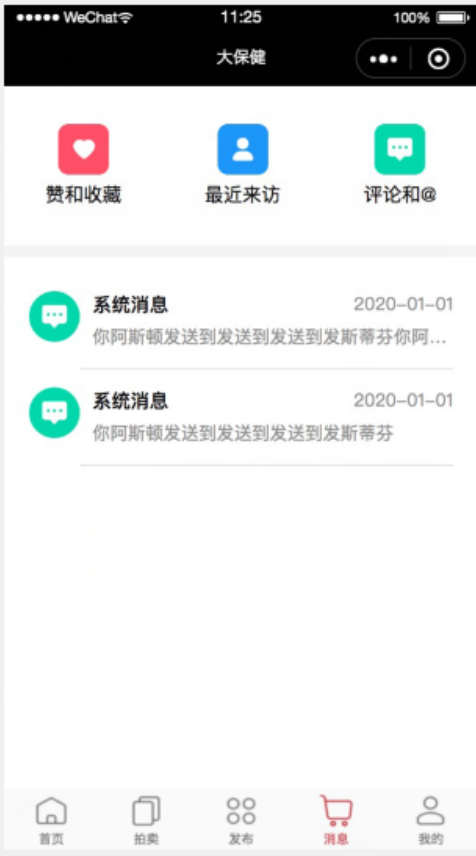 ●●●●● WeChat 11:25 100%
大保健
赞和收藏 最近来访 评论和@
系统消息 2020-01-01
你阿斯顿发送到发送到发送到发斯蒂芬你阿...
系统消息 2020-01-01
你阿斯顿发送到发送到发送到发斯蒂芬
首页 拍卖 发布 消息 我的